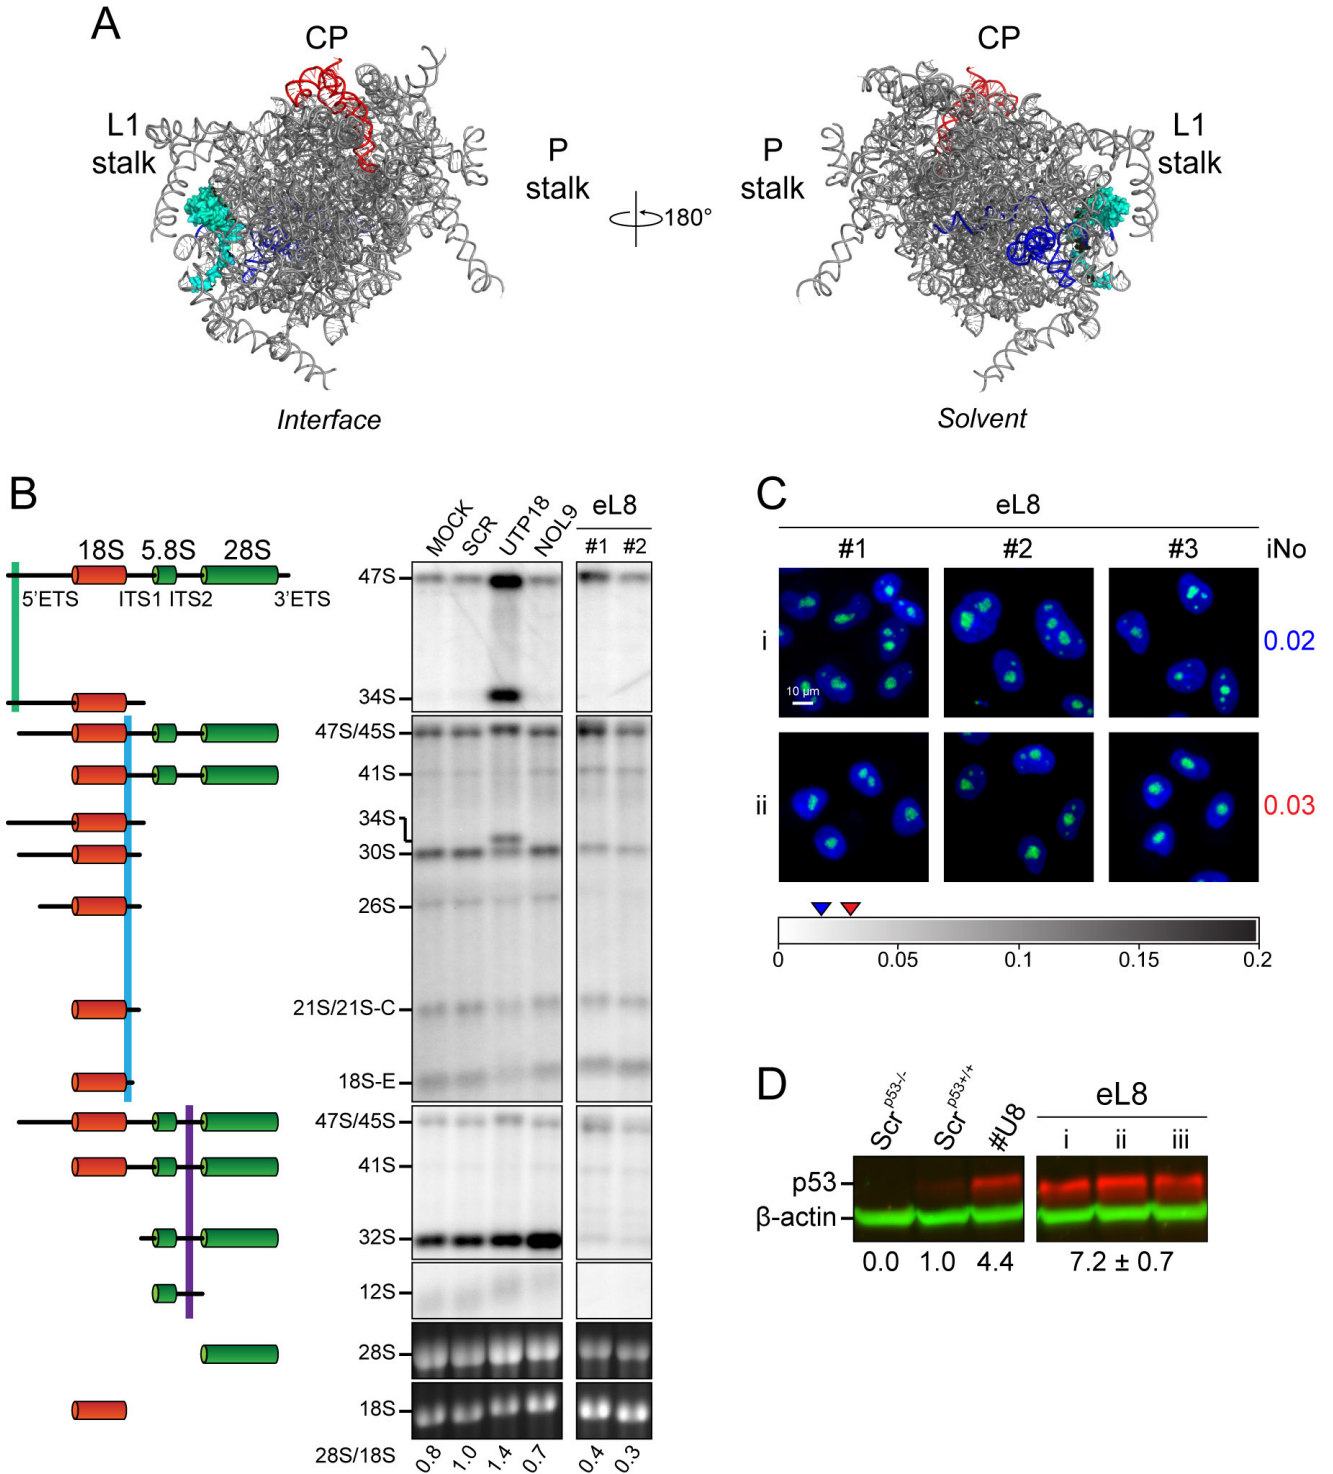 A
CP
L1
stalk
P
stalk
180°
Interface
CP
P
stalk
L1
stalk
Solvent
B
18S 5.8S 28S
5'ETS ITS1 ITS2 3'ETS
MOCK
SCR
UTP18
NOL9
eL8
#1 #2
47S
34S
47S/45S
41S
34S
30S
26S
21S/21S-C
18S-E
47S/45S
41S
32S
12S
28S
18S
28S/18S 0.8 1.0 1.4 0.7 0.4 0.3
C
eL8
#1 #2 #3 iNo
i 0.02
10 µm
ii 0.03
0 0.05 0.1 0.15 0.2
D
Scr p53-/-
Scr p53+/+
#U8
eL8
i ii iii
p53
β-actin
0.0 1.0 4.4 7.2 ± 0.7